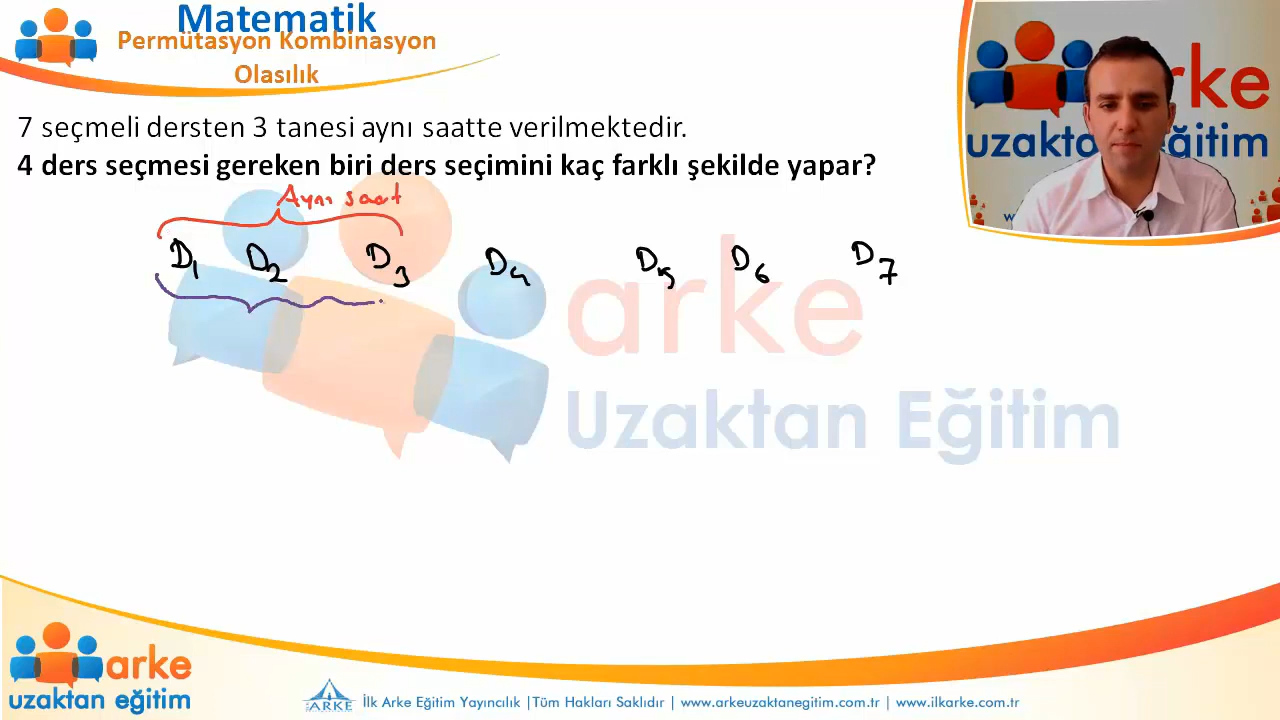 Matematik
Permütasyon Kombinasyon
Olasılık
arke
uzaktan eğitim
7 seçmeli dersten 3 tanesi aynı saatte verilmektedir.
4 ders seçmesi gereken biri ders seçimini kaç farklı şekilde yapar?
Aynı saat
D1 D2 D3 D4 D5 D6 D7
arke
Uzaktan Eğitim
arke
uzaktan eğitim
ARKE
İlk Arke Eğitim Yayıncılık |Tüm Hakları Saklıdır | www.arkeuzaktanegitim.com.tr | www.ilkarke.com.tr